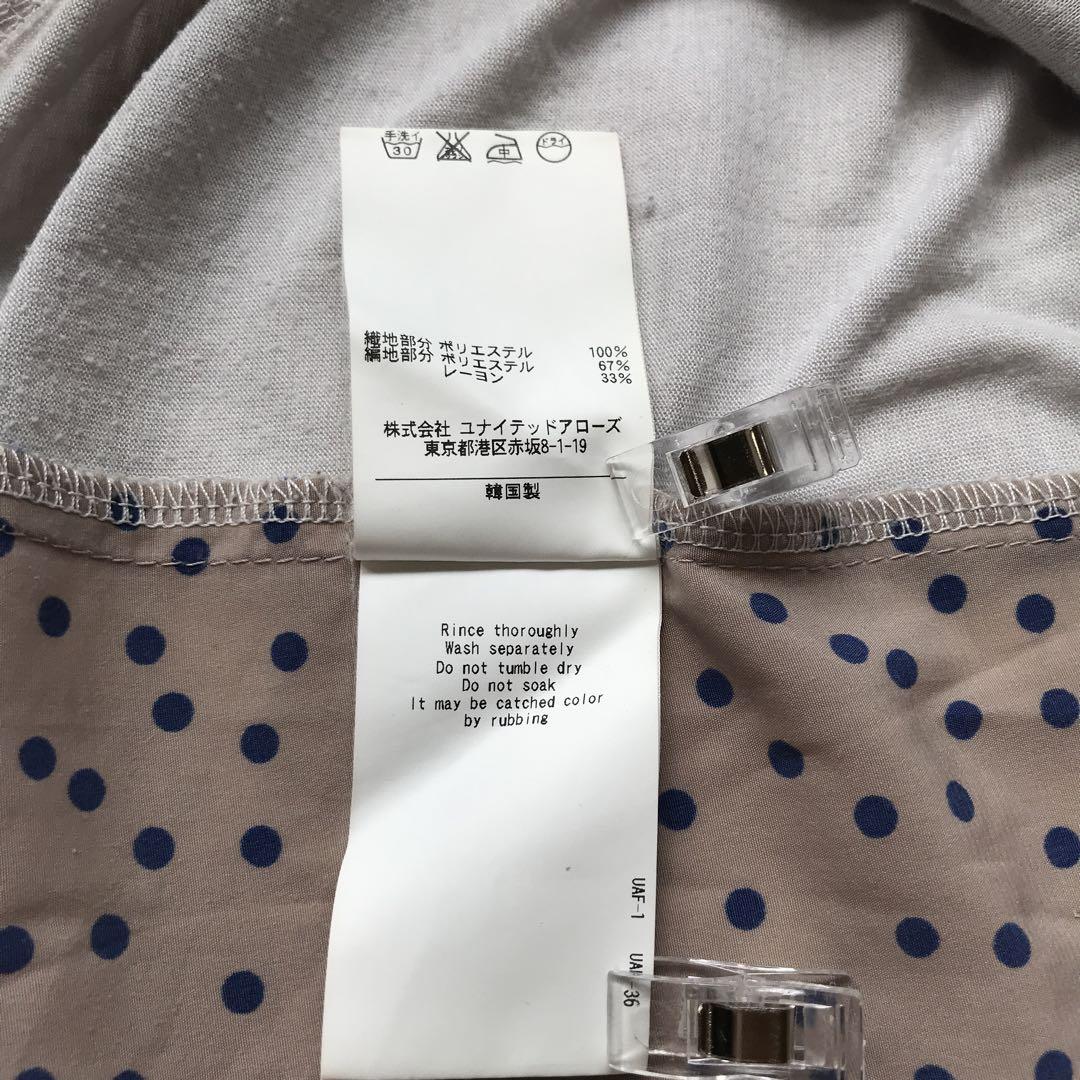 手洗イ
30
中
ドライ
織地部分 ポリエステル 100%
編地部分 ポリエステル 67%
レーヨン 33%
株式会社 ユナイテッドアローズ
東京都港区赤坂8-1-19
韓国製
Rince thoroughly
Wash separately
Do not tumble dry
Do not soak
It may be catched color
by rubbing
UAF-1